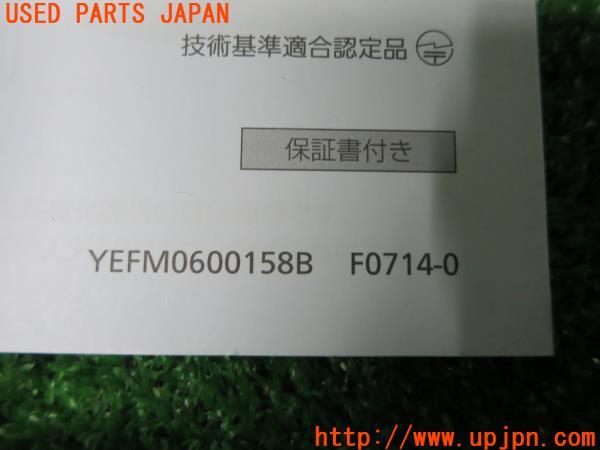 USED PARTS JAPAN
技術基準適合認定品
保証書付き
YEFM0600158B F0714-0
http://www.upjpn.com/